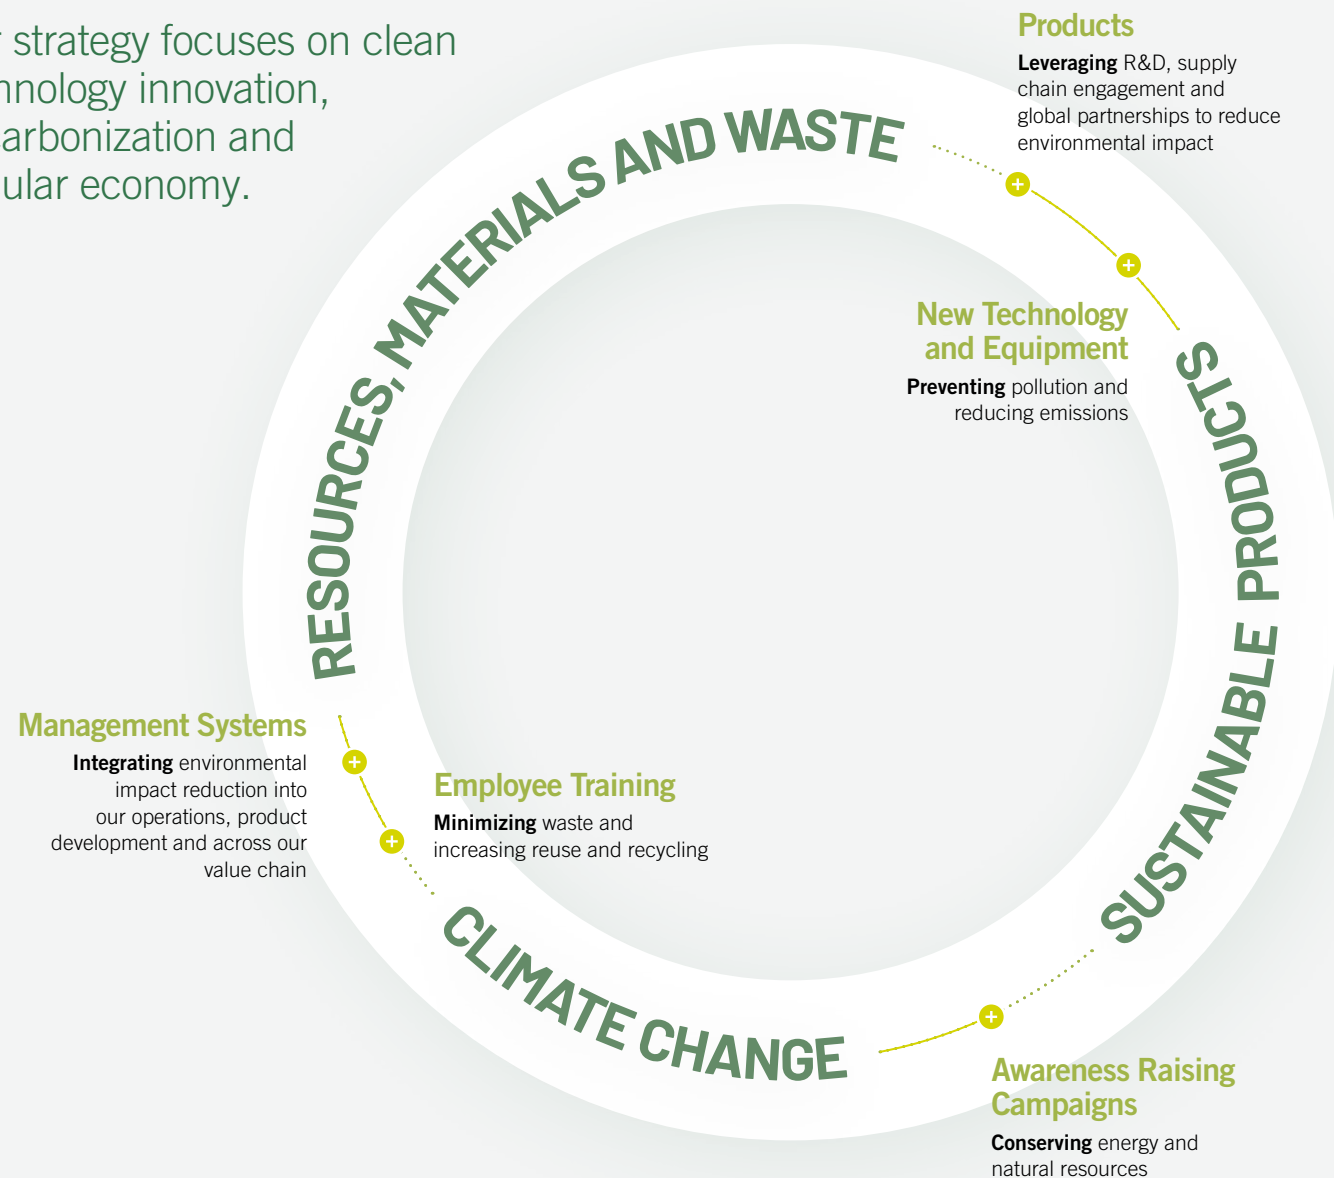 strategy focuses on clean
innovation,
and
economy.
Products
Leveraging R&D, supply
chain engagement and
global partnerships to reduce
environmental impact
RESOURCES, MATERIALS AND WASTE
New Technology
and Equipment
Preventing pollution and
reducing emissions
SUSTAINABLE PRODUCTS
Management Systems
Integrating environmental
impact reduction into
our operations, product
development and across our
value chain
Employee Training
Minimizing waste and
increasing reuse and recycling
CLIMATE CHANGE
Awareness Raising
Campaigns
Conserving energy and
natural resources